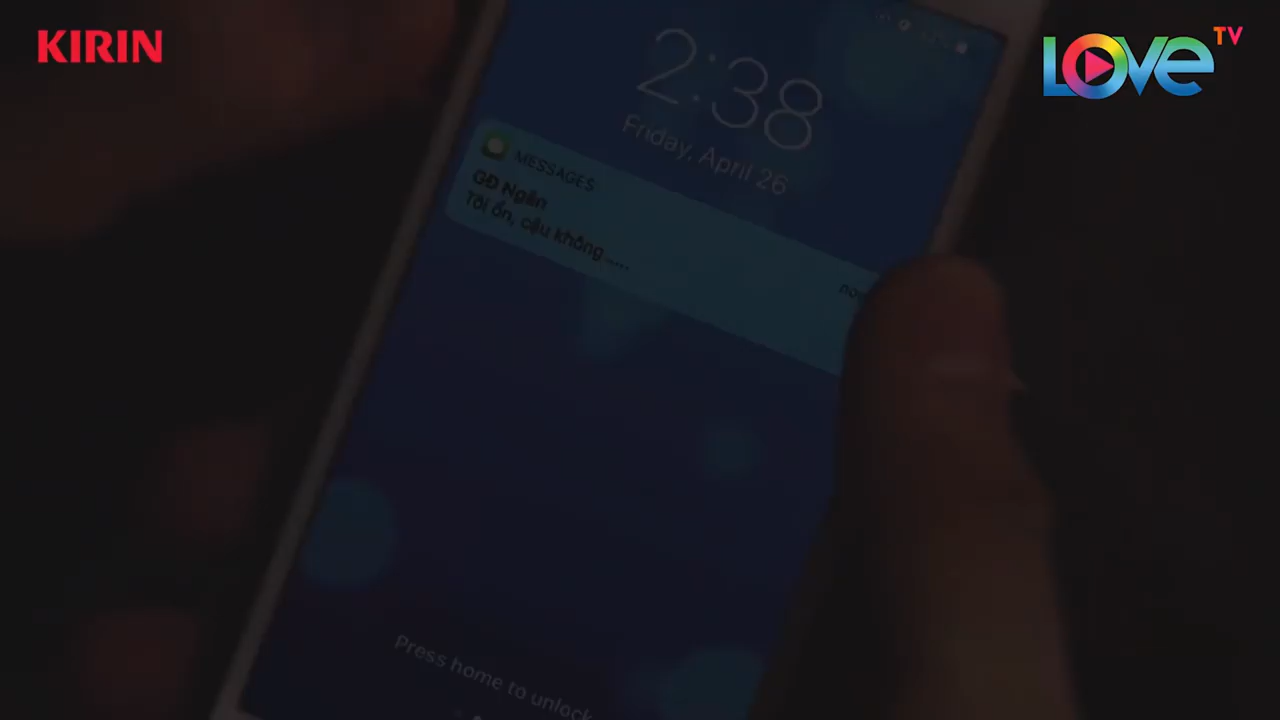 KIRIN
LOVE TV
2:38
Friday, April 26
MESSAGES
GĐ Ngân
Tôi ổn, cậu không.....
now
Press home to unlock